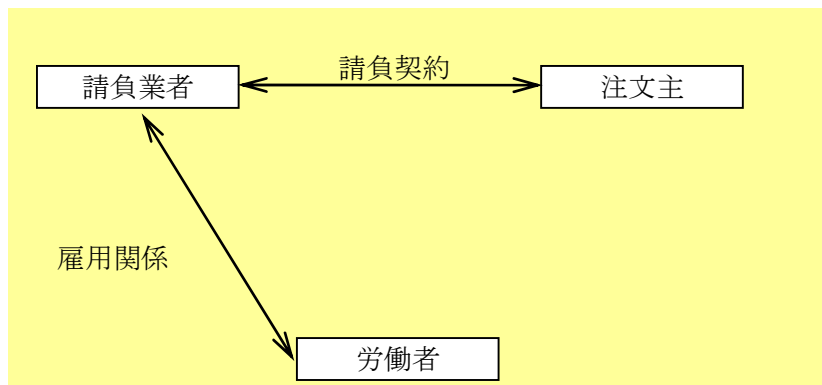 請負契約
請負業者
注文主
雇用関係
労働者